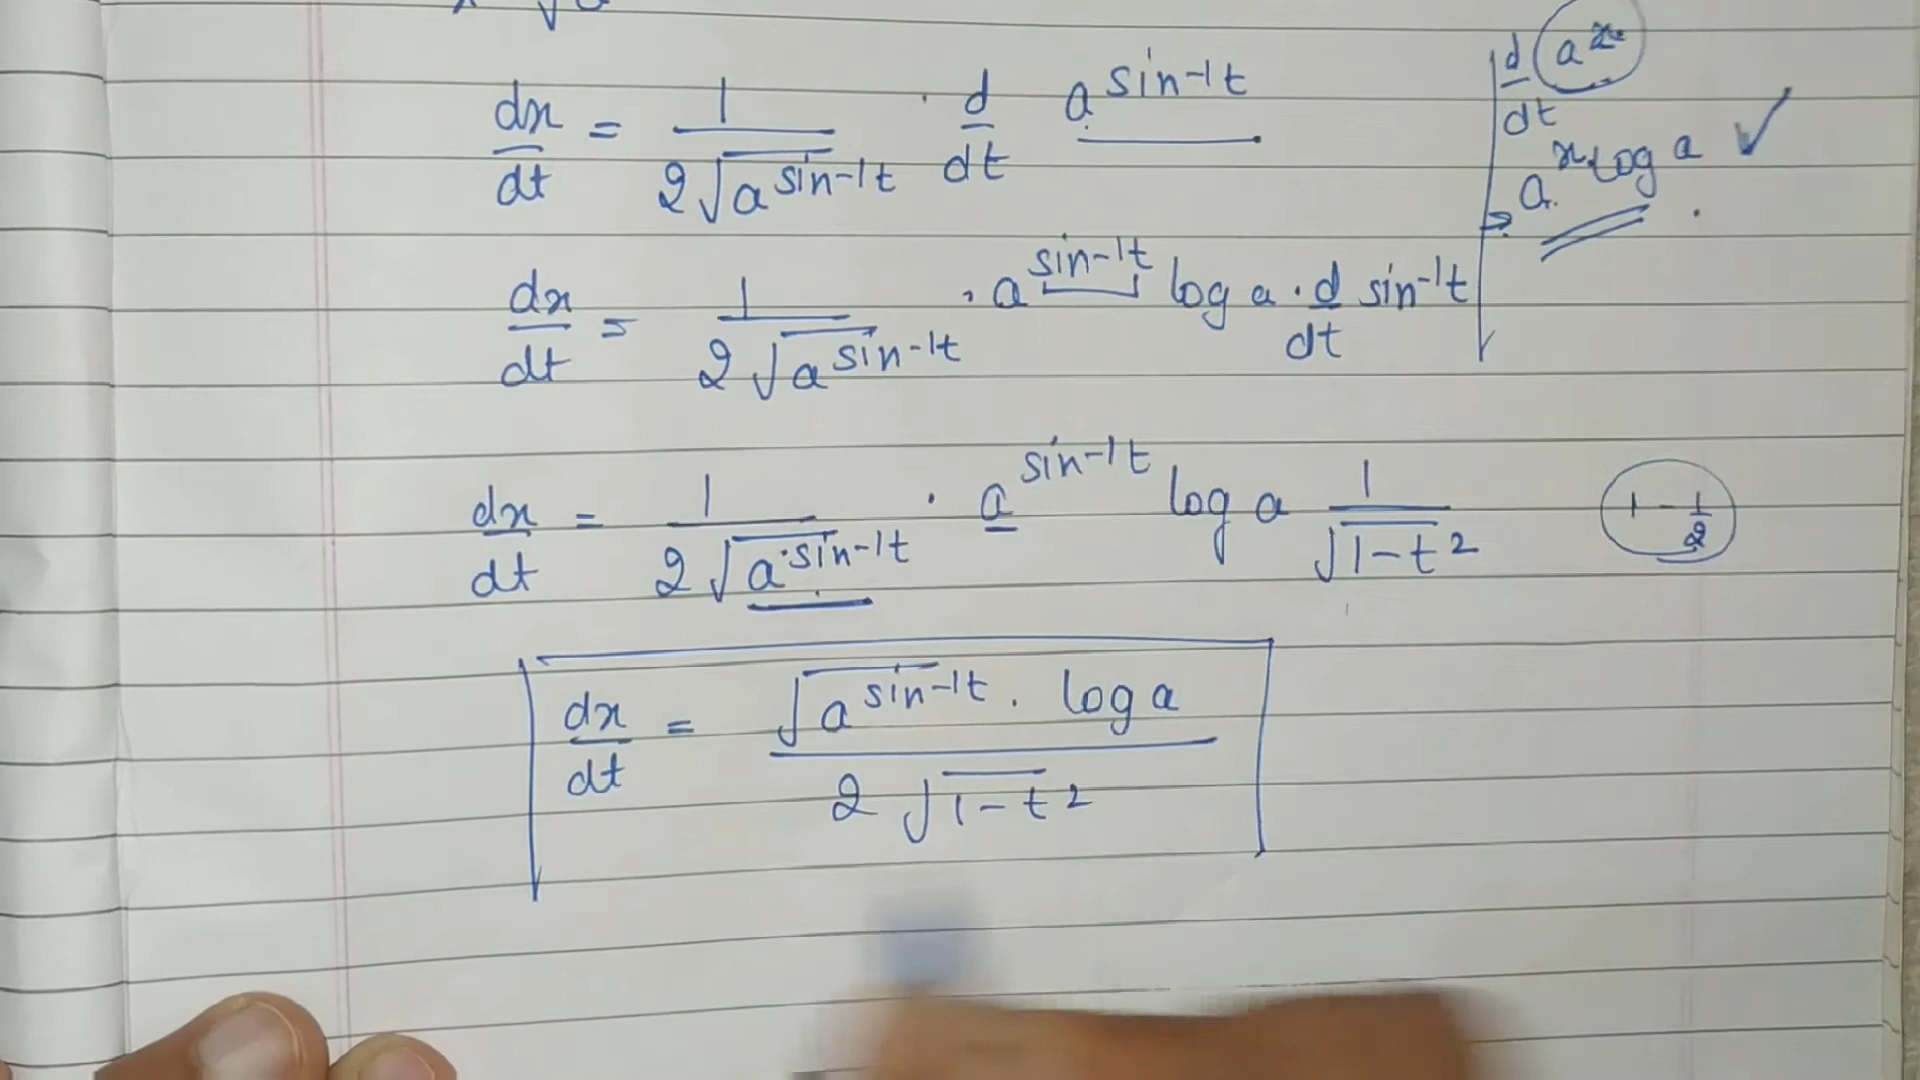 dx/dt = 1/(2√(a^sin-1t)) · d/dt a^sin-1t
dx/dt = 1/(2√(a^sin-1t)) · a^sin-1t log a · d/dt sin-1t
dx/dt = 1/(2√(a^sin-1t)) · a^sin-1t log a 1/√(1-t²)
dx/dt = √(a^sin-1t) . log a / (2√(1-t²))
d/dt a^x
a^x log a ✓
1 - 1/2